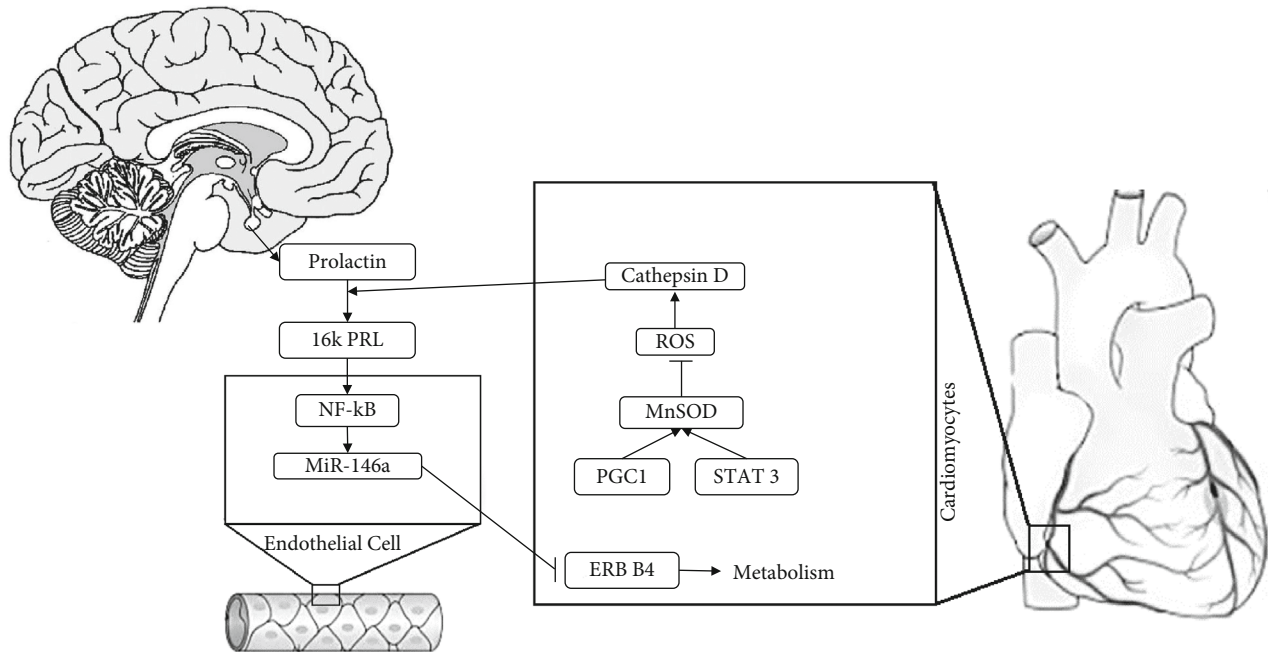 Prolactin
16k PRL
NF-kB
MiR-146a
Endothelial Cell
Cathepsin D
ROS
MnSOD
PGC1
STAT 3
ERB B4
Metabolism
Cardiomyocytes